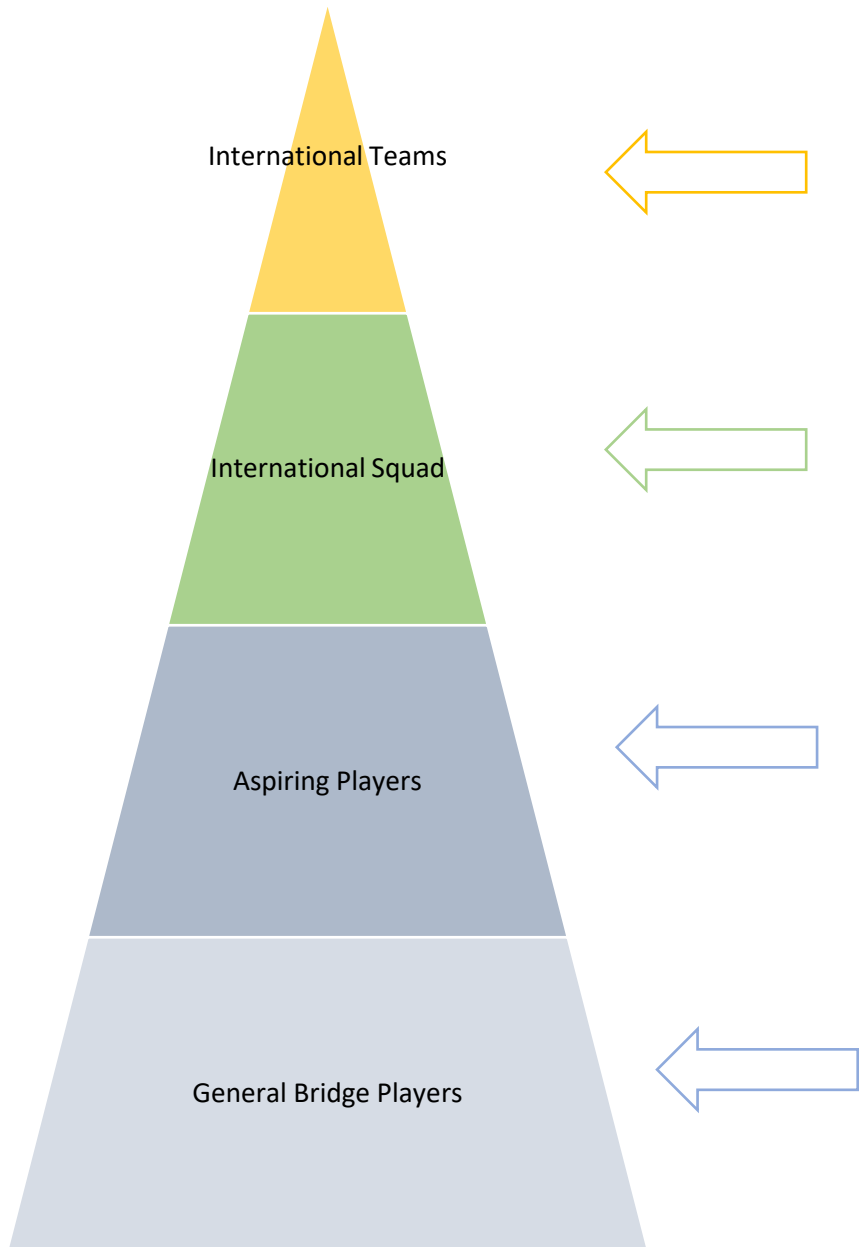 International Teams
International Squad
Aspiring Players
General Bridge Players